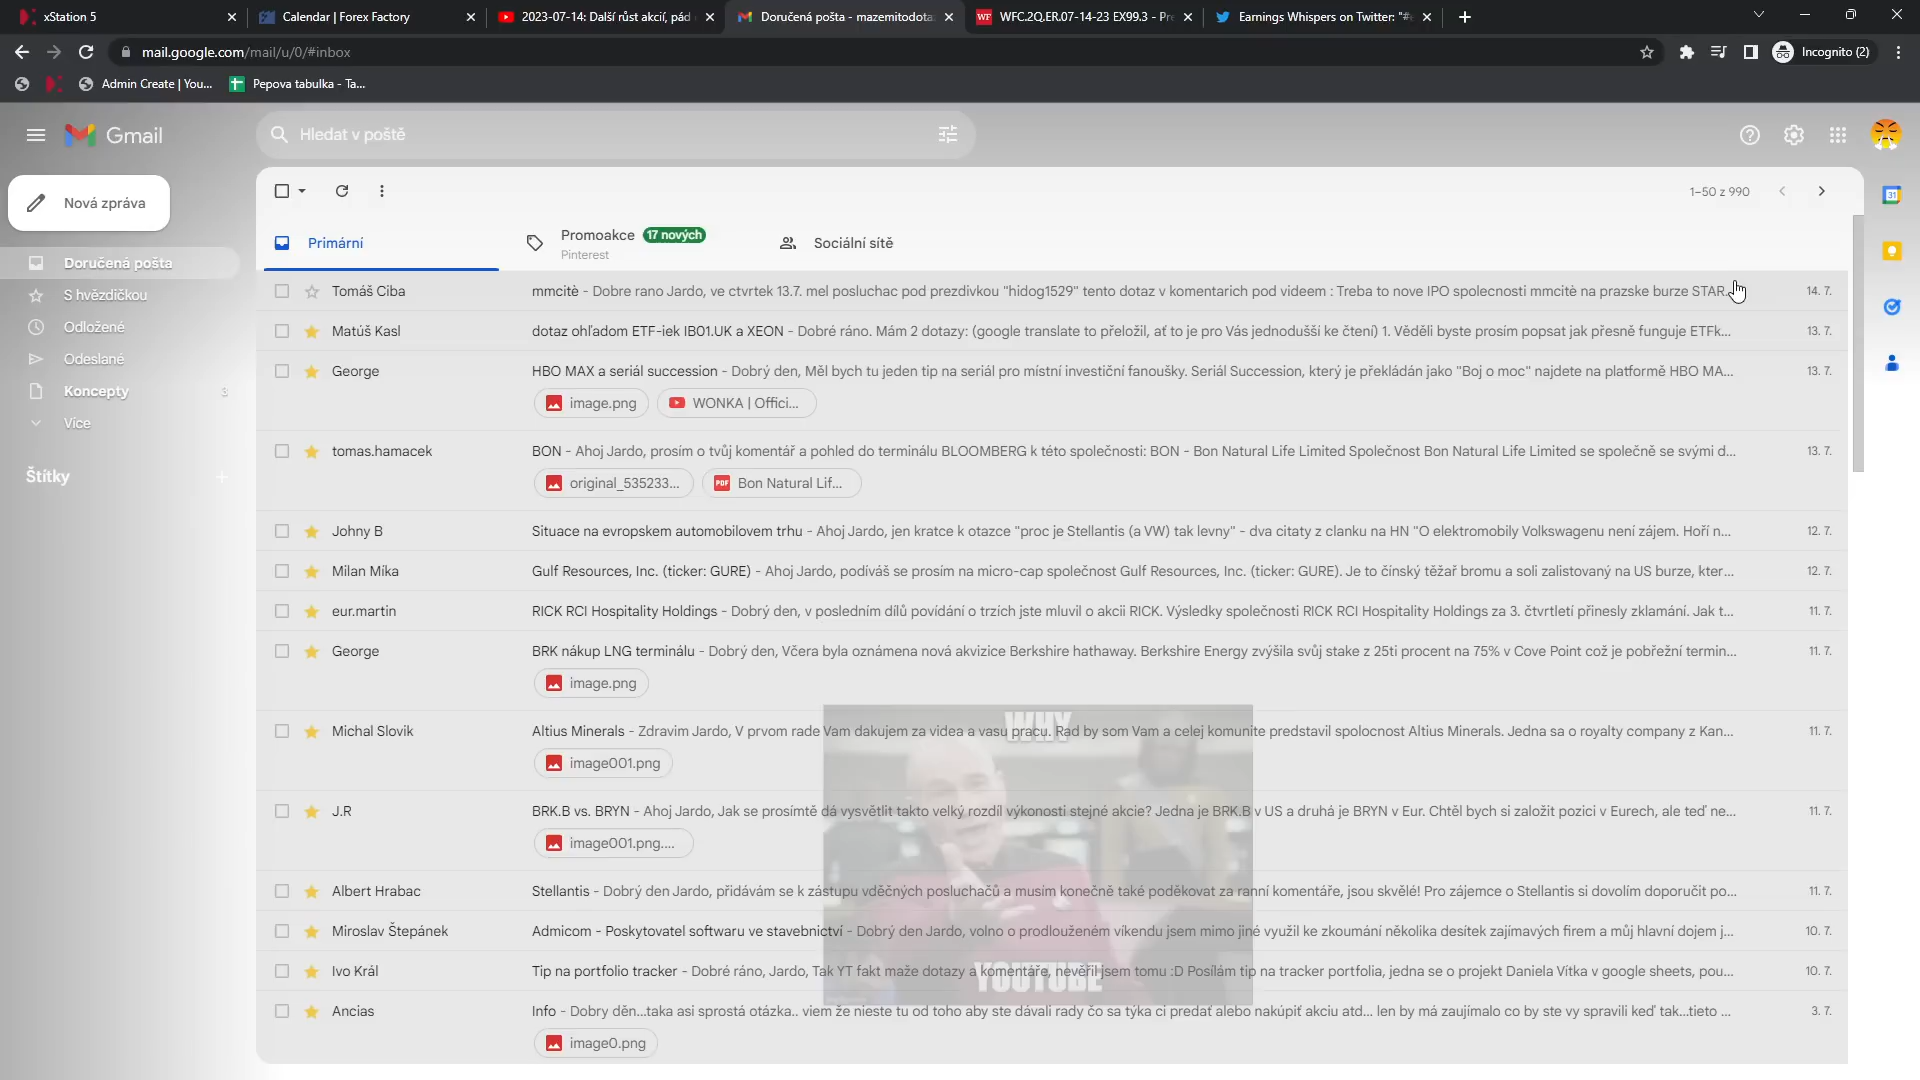 xStation 5
Calendar | Forex Factory
2023-07-14: Další růst akcií, pád
Doručená pošta - mazemitodota
WFC.2Q.ER.07-14-23 EX99.3 - Pr
Earnings Whispers on Twitter: "#e
mail.google.com/mail/u/0/#inbox
Incognito (2)
Admin Create | You...
Pepova tabulka - Ta...
Gmail
Hledat v poště
Nová zpráva
1–50 z 990
Primární
Promoakce 17 nových
Pinterest
Sociální sítě
Doručená pošta
S hvězdičkou
Odložené
Odeslané
Koncepty 3
Více
Štítky
Tomáš Ciba mmcitè - Dobre rano Jardo, ve ctvrtek 13.7. mel posluchac pod prezdivkou "hidog1529" tento dotaz v komentarich pod videem : Treba to nove IPO spolecnosti mmcitè na prazske burze STAR... 14. 7.
Matúš Kasl dotaz ohľadom ETF-iek IB01.UK a XEON - Dobré ráno. Mám 2 dotazy: (google translate to přeložil, ať to je pro Vás jednodušší ke čtení) 1. Věděli byste prosím popsat jak přesně funguje ETFk... 13. 7.
George HBO MAX a seriál succession - Dobrý den, Měl bych tu jeden tip na seriál pro místní investiční fanoušky. Seriál Succession, který je překládán jako "Boj o moc" najdete na platformě HBO MA... 13. 7.
image.png WONKA | Offici...
tomas.hamacek BON - Ahoj Jardo, prosím o tvůj komentář a pohled do terminálu BLOOMBERG k této společnosti: BON - Bon Natural Life Limited Společnost Bon Natural Life Limited se společně se svými d... 13. 7.
original_535233... PDF Bon Natural Lif...
Johny B Situace na evropskem automobilovem trhu - Ahoj Jardo, jen kratce k otazce "proc je Stellantis (a VW) tak levny" - dva citaty z clanku na HN "O elektromobily Volkswagenu není zájem. Hoří n... 12. 7.
Milan Míka Gulf Resources, Inc. (ticker: GURE) - Ahoj Jardo, podíváš se prosím na micro-cap společnost Gulf Resources, Inc. (ticker: GURE). Je to čínský těžař bromu a soli zalistovaný na US burze, kter... 12. 7.
eur.martin RICK RCI Hospitality Holdings - Dobrý den, v posledním dílů povídání o trzích jste mluvil o akcii RICK. Výsledky společnosti RICK RCI Hospitality Holdings za 3. čtvrtletí přinesly zklamání. Jak t... 11. 7.
George BRK nákup LNG terminálu - Dobrý den, Včera byla oznámena nová akvizice Berkshire hathaway. Berkshire Energy zvýšila svůj stake z 25ti procent na 75% v Cove Point což je pobřežní termin... 11. 7.
image.png
WHY
Michal Slovik Altius Minerals - Zdravim Jardo, V prvom rade Vam dakujem za videa a vasu pracu. Rad by som Vam a celej komunite predstavil spolocnost Altius Minerals. Jedna sa o royalty company z Kan... 11. 7.
image001.png
J.R BRK.B vs. BRYN - Ahoj Jardo, Jak se prosímtě dá vysvětlit takto velký rozdíl výkonosti stejné akcie? Jedna je BRK.B v US a druhá je BRYN v Eur. Chtěl bych si založit pozici v Eurech, ale teď ne... 11. 7.
image001.png....
Albert Hrabac Stellantis - Dobrý den Jardo, přidávám se k zástupu vděčných posluchačů a musím konečně také poděkovat za ranní komentáře, jsou skvělé! Pro zájemce o Stellantis si dovolím doporučit po... 11. 7.
Miroslav Štepánek Admicom - Poskytovatel softwaru ve stavebnictví - Dobrý den Jardo, volno o prodlouženém víkendu jsem mimo jiné využil ke zkoumání několika desítek zajímavých firem a můj hlavní dojem j... 10. 7.
Ivo Král Tip na portfolio tracker - Dobré ráno, Jardo, Tak YT fakt maže dotazy a komentáře, nevěřil jsem tomu :D Posílám tip na tracker portfolia, jedna se o projekt Daniela Vítka v google sheets, pou... 10. 7.
YOUTUBE
Ancias Info - Dobry děn...taka asi sprostá otázka.. viem že nieste tu od toho aby ste dávali rady čo sa týka ci predať alebo nakúpiť akciu atd... len by má zaujímalo co by ste vy spravili keď tak...tieto ... 3. 7.
image0.png